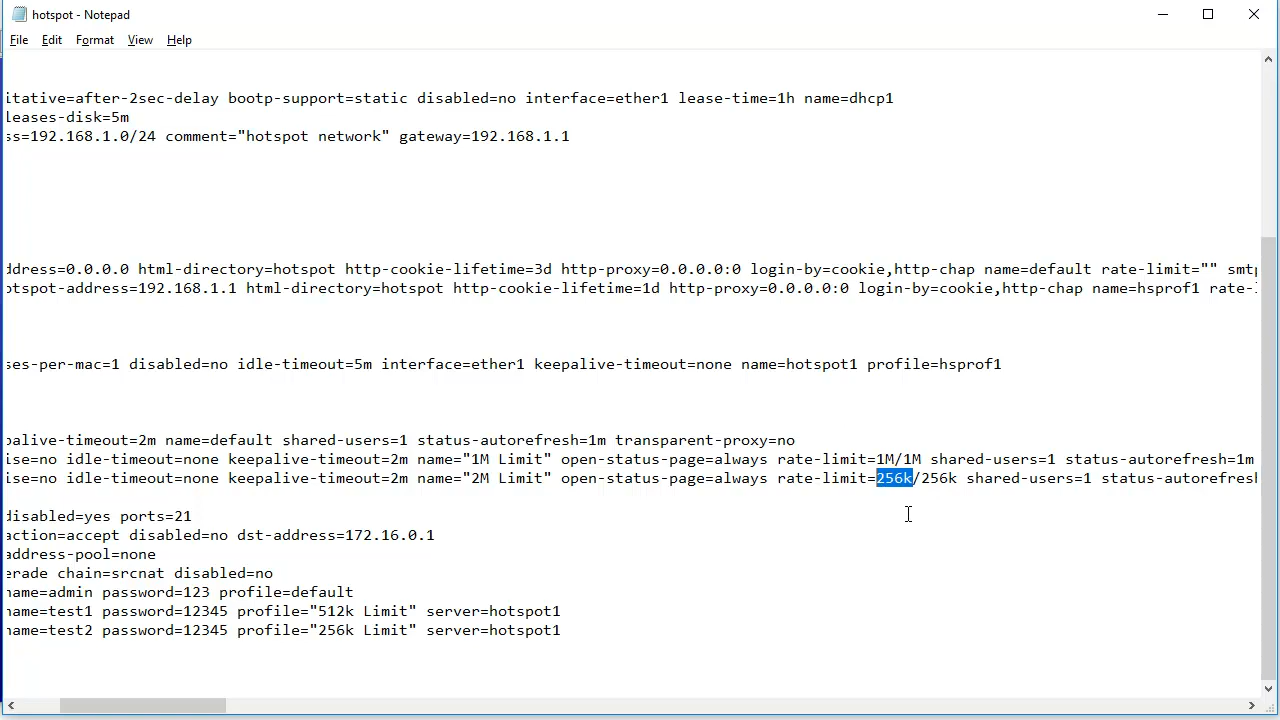 hotspot - Notepad
File Edit Format View Help
itative=after-2sec-delay bootp-support=static disabled=no interface=ether1 lease-time=1h name=dhcp1
leases-disk=5m
ss=192.168.1.0/24 comment="hotspot network" gateway=192.168.1.1
ddress=0.0.0.0 html-directory=hotspot http-cookie-lifetime=3d http-proxy=0.0.0.0:0 login-by=cookie,http-chap name=default rate-limit="" smtp
otspot-address=192.168.1.1 html-directory=hotspot http-cookie-lifetime=1d http-proxy=0.0.0.0:0 login-by=cookie,http-chap name=hsprof1 rate-
ses-per-mac=1 disabled=no idle-timeout=5m interface=ether1 keepalive-timeout=none name=hotspot1 profile=hsprof1
palive-timeout=2m name=default shared-users=1 status-autorefresh=1m transparent-proxy=no
ise=no idle-timeout=none keepalive-timeout=2m name="1M Limit" open-status-page=always rate-limit=1M/1M shared-users=1 status-autorefresh=1m
ise=no idle-timeout=none keepalive-timeout=2m name="2M Limit" open-status-page=always rate-limit=256k/256k shared-users=1 status-autorefresh
disabled=yes ports=21
action=accept disabled=no dst-address=172.16.0.1
address-pool=none
erade chain=srcnat disabled=no
name=admin password=123 profile=default
name=test1 password=12345 profile="512k Limit" server=hotspot1
name=test2 password=12345 profile="256k Limit" server=hotspot1